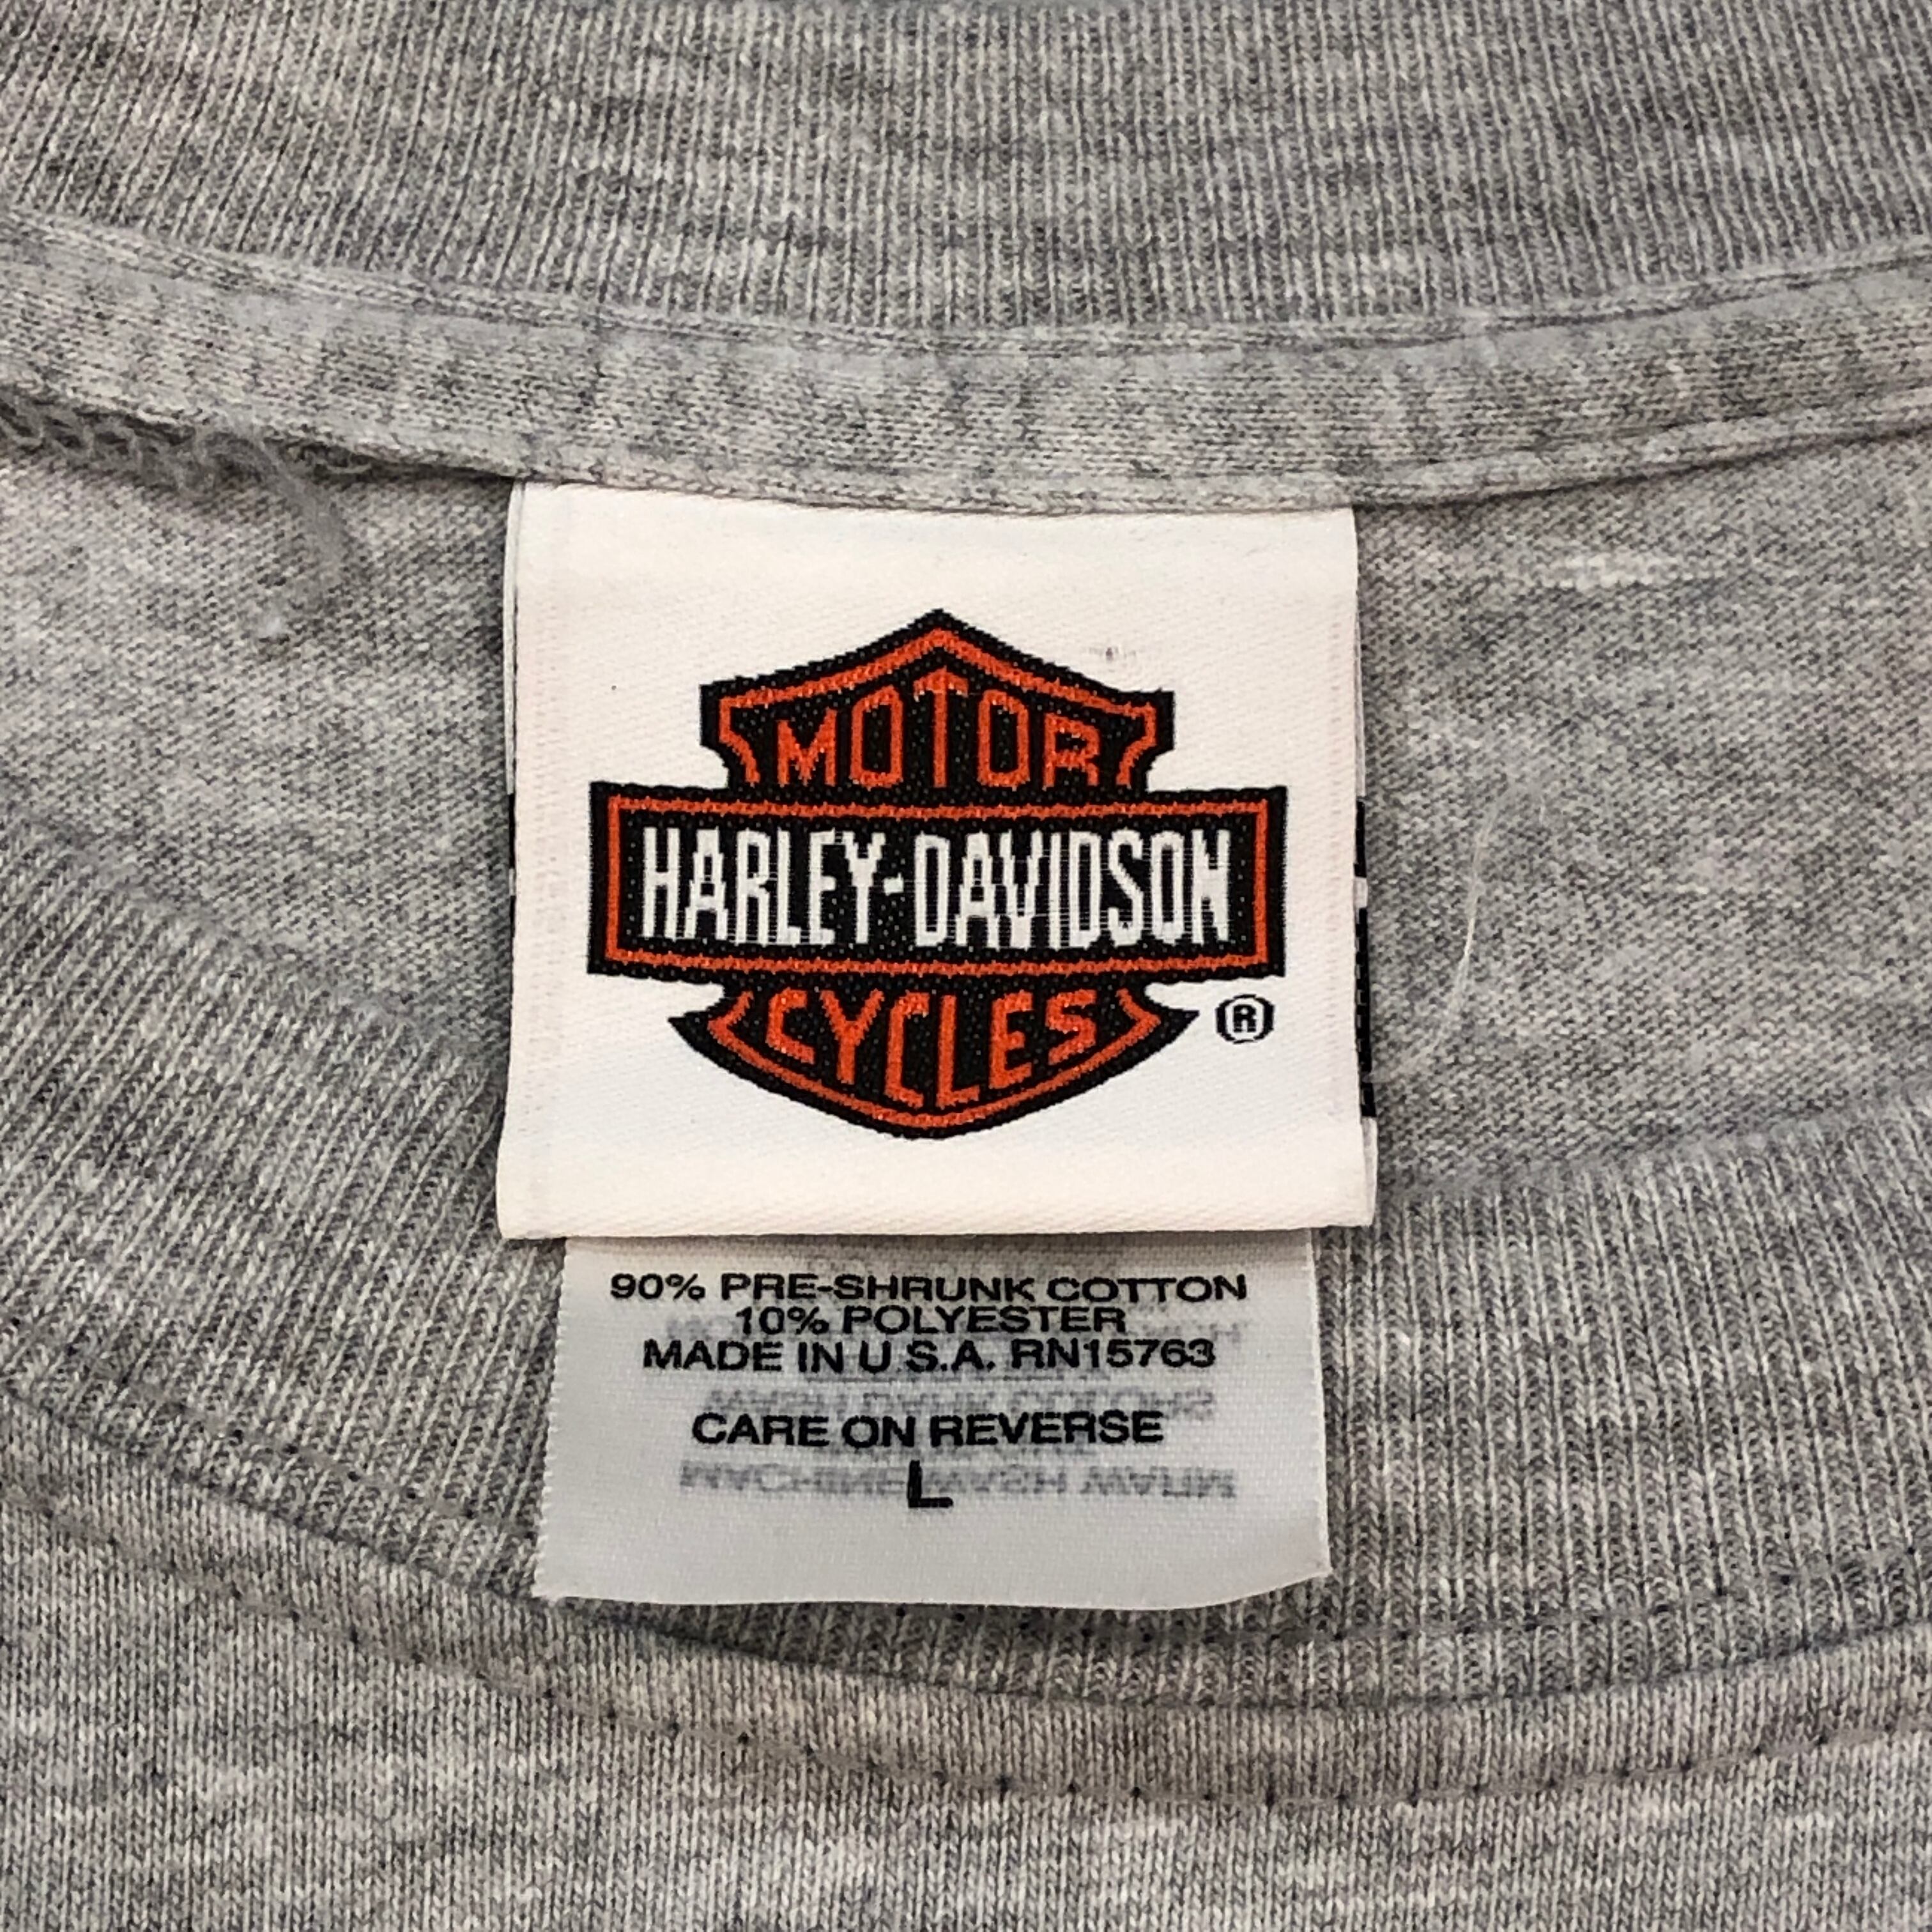 MOTOR
HARLEY-DAVIDSON
CYCLES
®
90% PRE-SHRUNK COTTON
10% POLYESTER
MADE IN U S.A. RN15763
CARE ON REVERSE
L